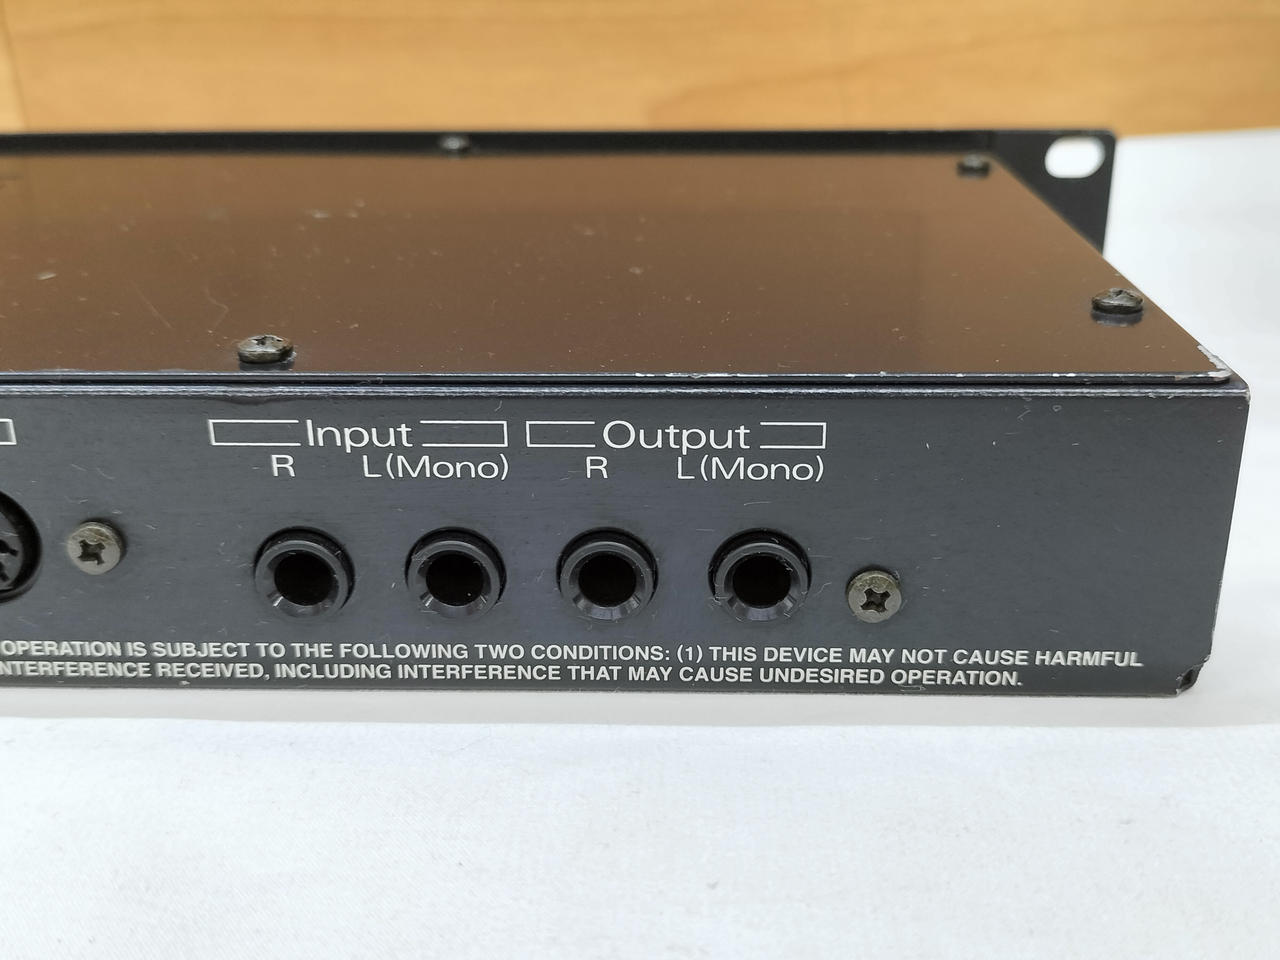 Input Output
R L(Mono) R L(Mono)
OPERATION IS SUBJECT TO THE FOLLOWING TWO CONDITIONS: (1) THIS DEVICE MAY NOT CAUSE HARMFUL
INTERFERENCE RECEIVED, INCLUDING INTERFERENCE THAT MAY CAUSE UNDESIRED OPERATION.